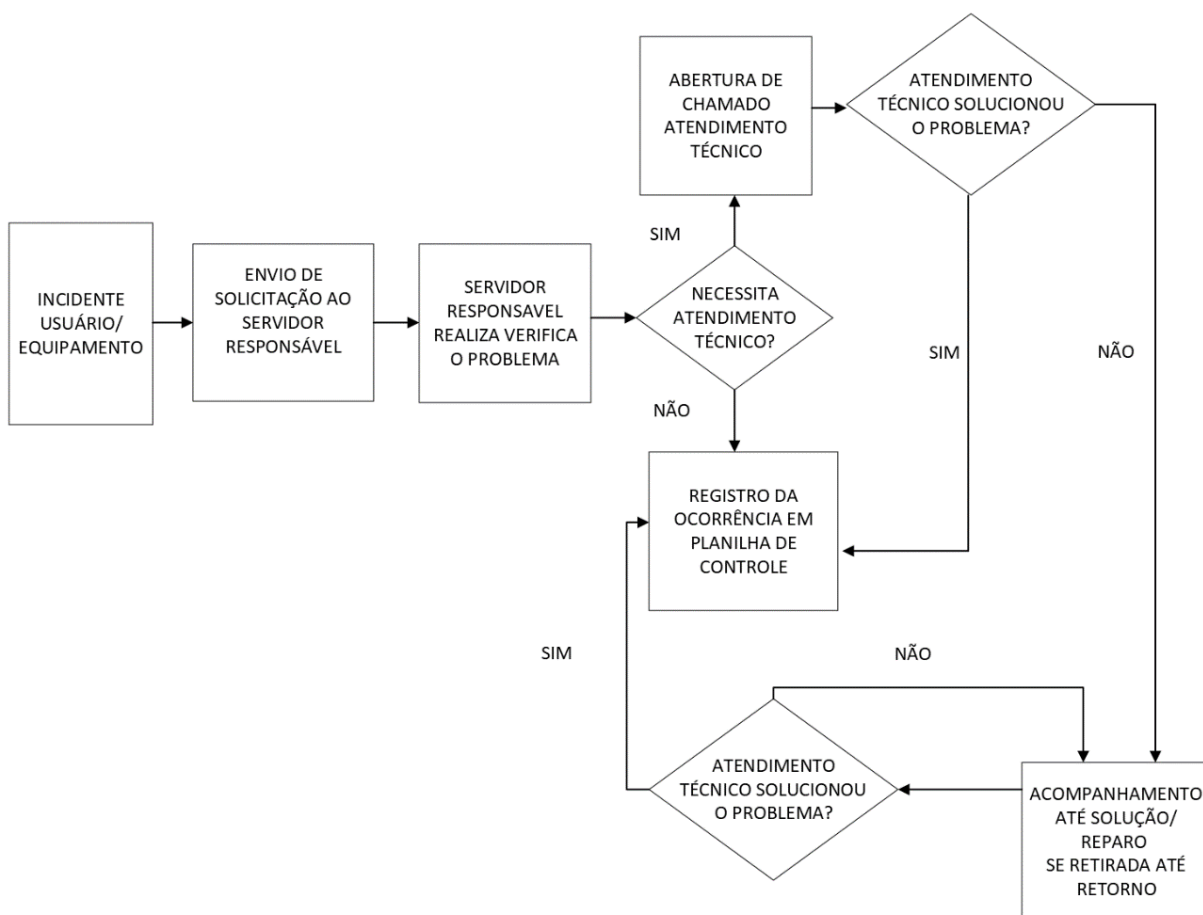 INCIDENTE
USUÁRIO/
EQUIPAMENTO
ENVIO DE
SOLICITAÇÃO AO
SERVIDOR
RESPONSÁVEL
SERVIDOR
RESPONSAVEL
REALIZA VERIFICA
O PROBLEMA
NECESSITA
ATENDIMENTO
TÉCNICO?
SIM
ABERTURA DE
CHAMADO
ATENDIMENTO
TÉCNICO
ATENDIMENTO
TÉCNICO SOLUCIONOU
O PROBLEMA?
SIM
NÃO
NÃO
REGISTRO DA
OCORRÊNCIA EM
PLANILHA DE
CONTROLE
SIM
NÃO
ATENDIMENTO
TÉCNICO SOLUCIONOU
O PROBLEMA?
ACOMPANHAMENTO
ATÉ SOLUÇÃO/
REPARO
SE RETIRADA ATÉ
RETORNO